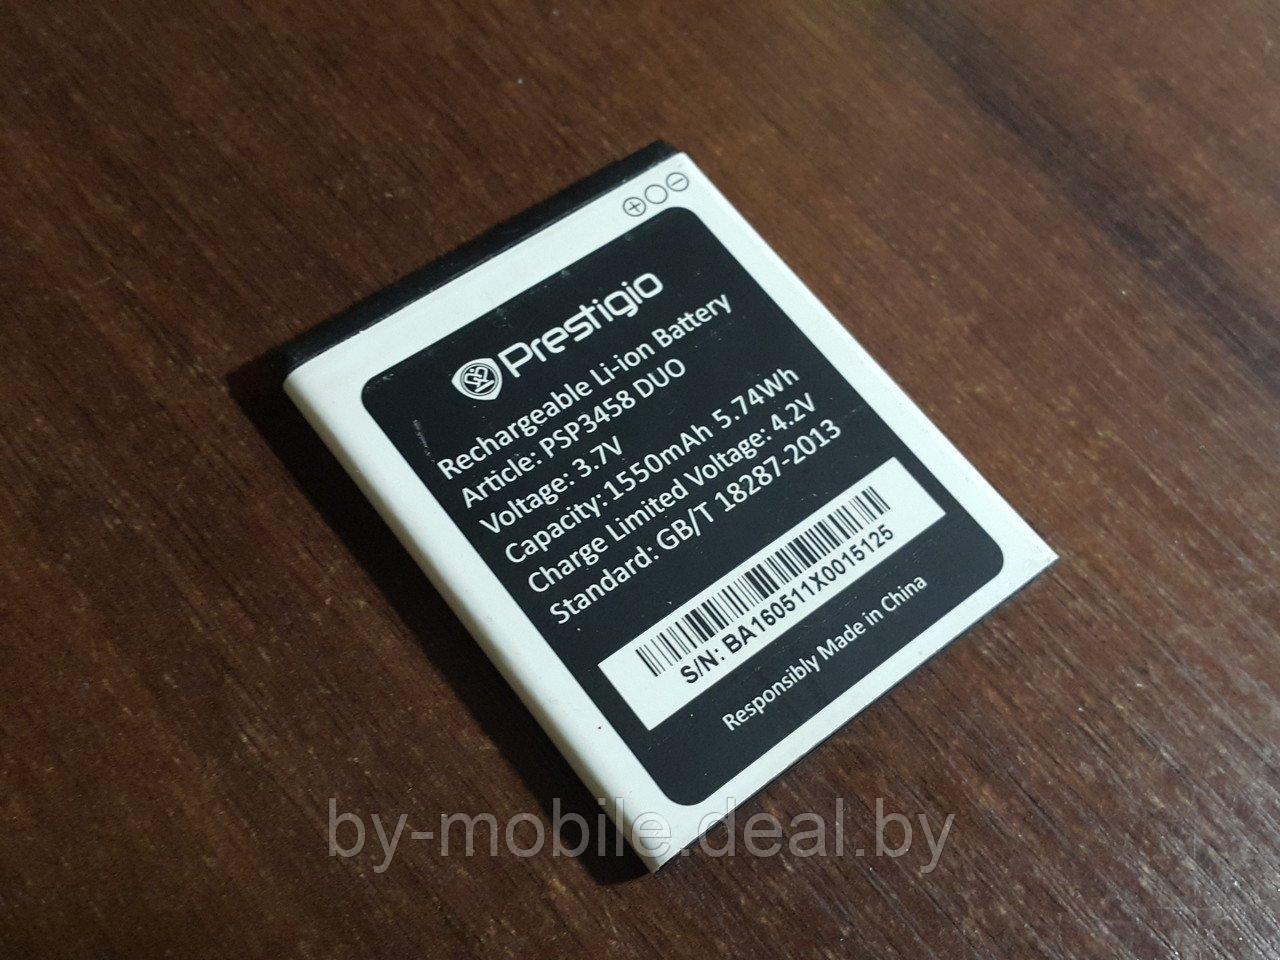 Prestigio
Rechargeable Li-ion Battery
Article: PSP3458 DUO
Voltage: 3.7V
Capacity: 1550mAh 5.74Wh
Charge Limited Voltage: 4.2V
Standard: GB/T 18287-2013
S/N: BA160511X0015125
Responsibly Made in China
by-mobile.deal.by